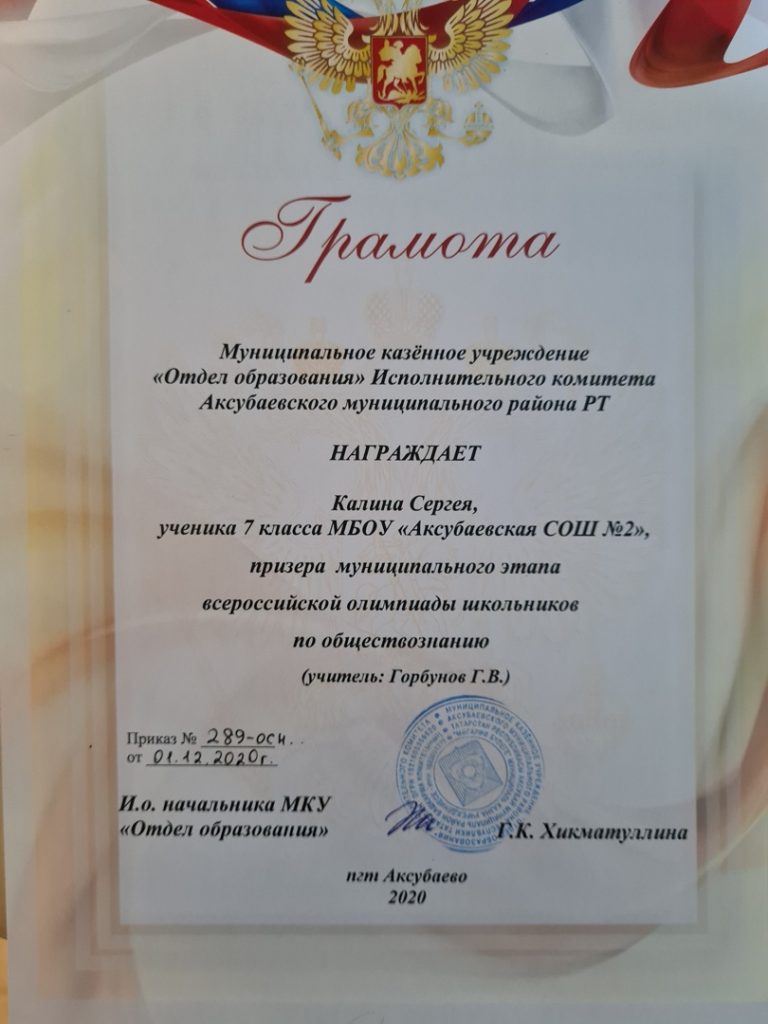 Грамота
Муниципальное казённое учреждение
«Отдел образования» Исполнительного комитета
Аксубаевского муниципального района РТ
НАГРАЖДАЕТ
Калина Сергея,
ученика 7 класса МБОУ «Аксубаевская СОШ №2»,
призера муниципального этапа
всероссийской олимпиады школьников
по обществознанию
(учитель: Горбунов Г.В.)
Приказ № 289-осн.
от 01.12.2020г.
И.о. начальника МКУ
«Отдел образования»
Г.К. Хикматуллина
пгт Аксубаево
2020